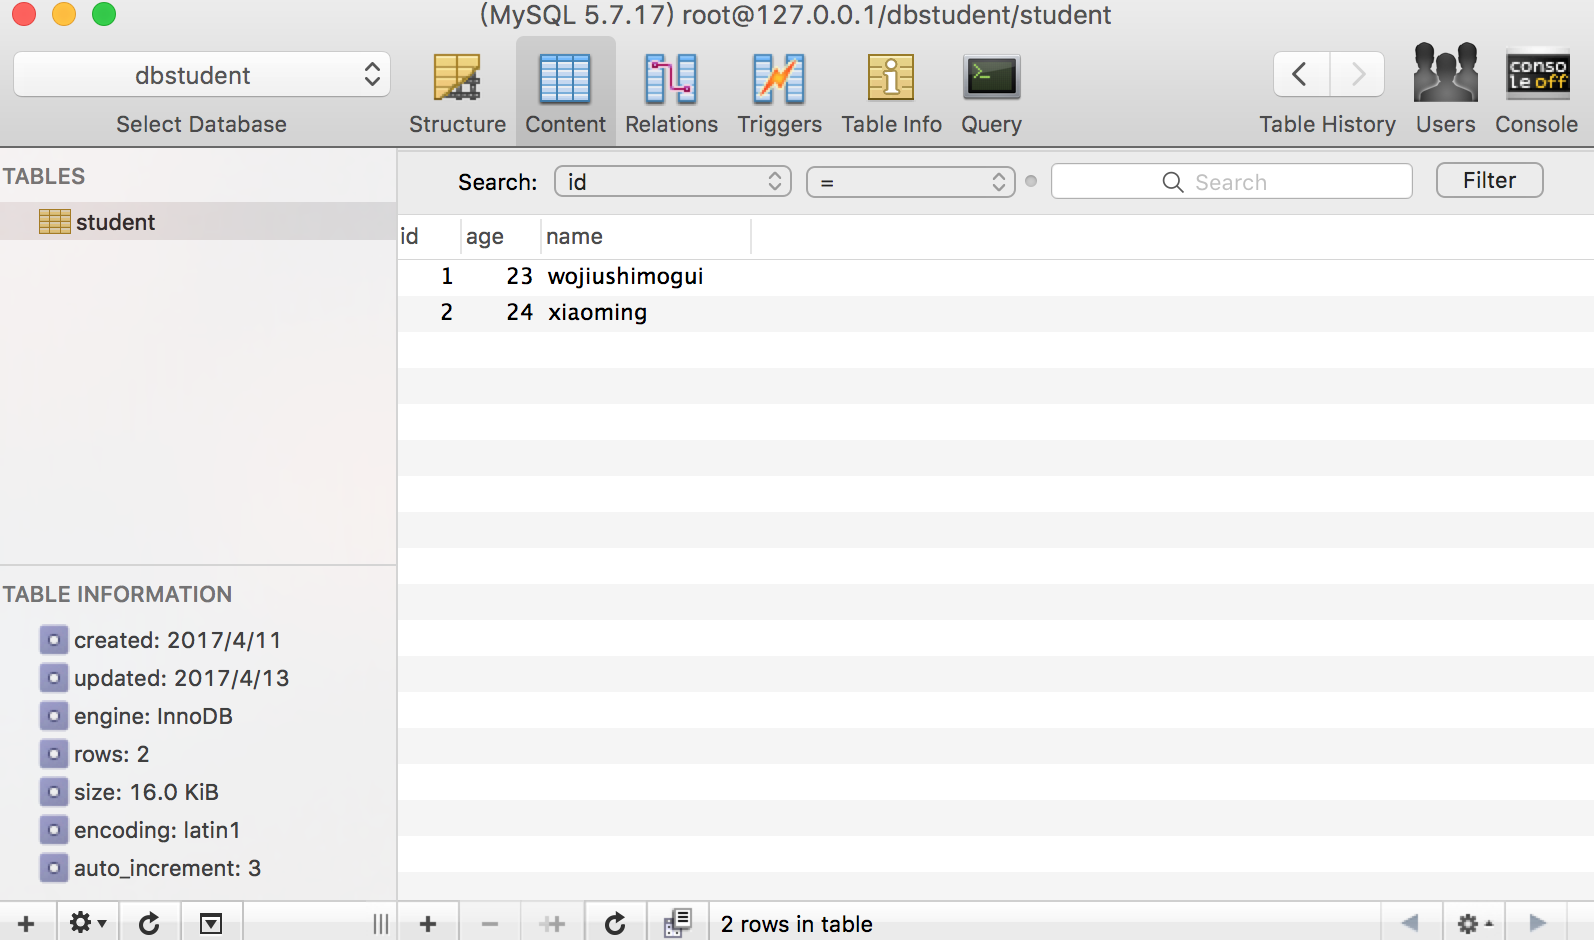 (MySQL 5.7.17) root@127.0.0.1/dbstudent/student
dbstudent
Select Database
Structure
Content
Relations
Triggers
Table Info
Query
Table History
Users
conso
le off
Console
TABLES
student
Search:
id
=
Search
Filter
id age name
1 23 wojiushimogui
2 24 xiaoming
TABLE INFORMATION
created: 2017/4/11
updated: 2017/4/13
engine: InnoDB
rows: 2
size: 16.0 KiB
encoding: latin1
auto_increment: 3
2 rows in table